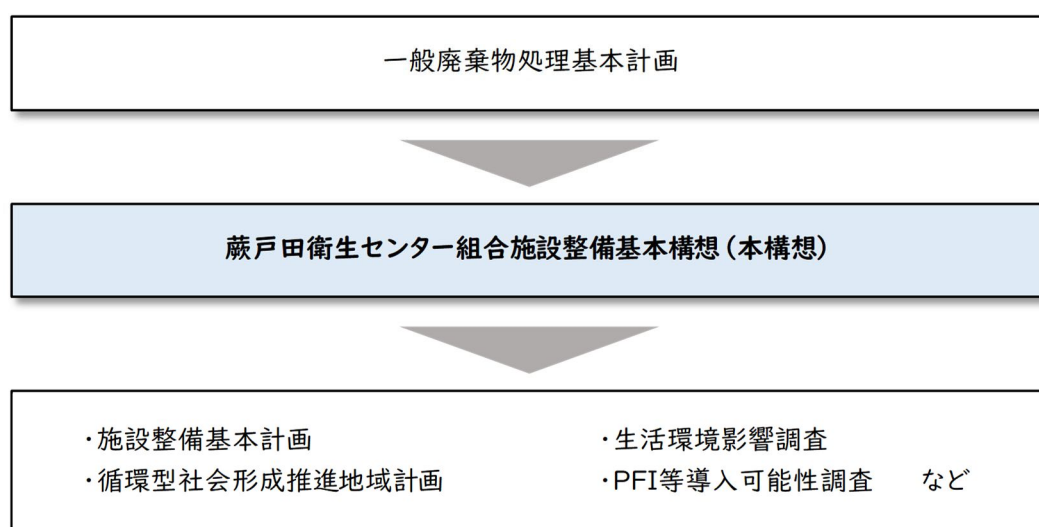 一般廃棄物処理基本計画
蕨戸田衛生センター組合施設整備基本構想(本構想)
・施設整備基本計画
・循環型社会形成推進地域計画
・生活環境影響調査
・PFI等導入可能性調査 など